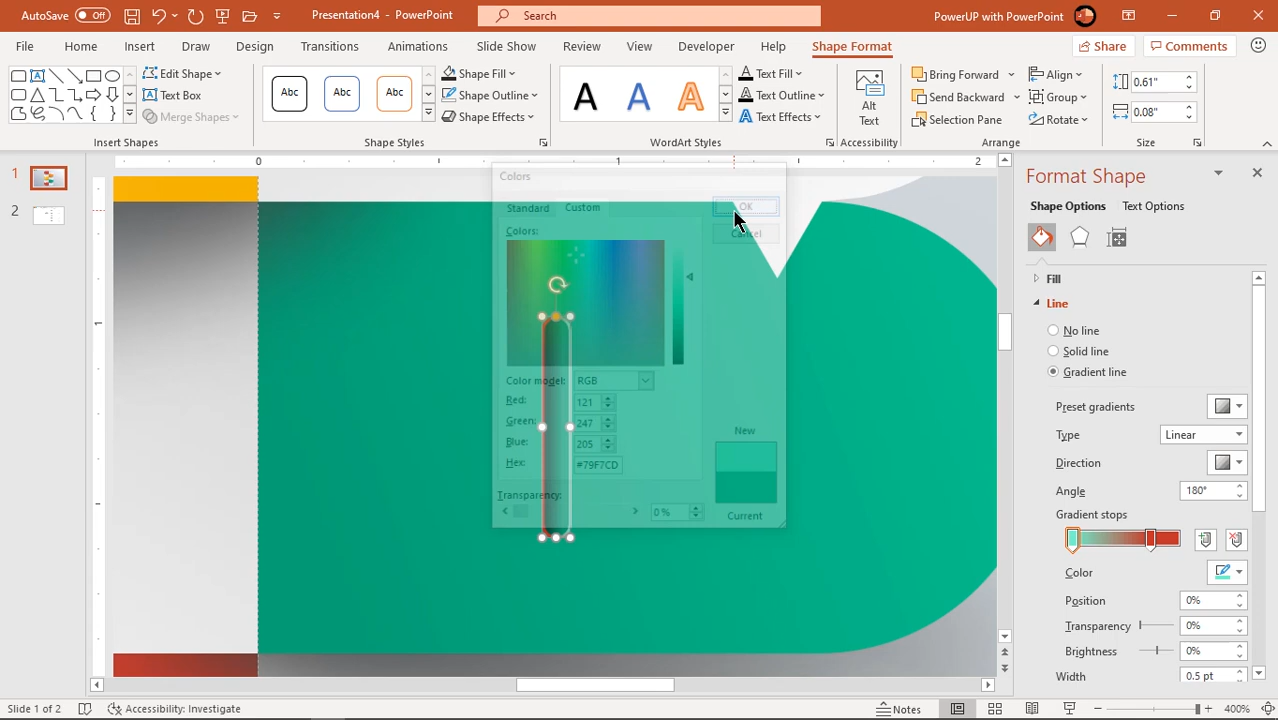 AutoSave Off Presentation4 - PowerPoint Search PowerUP with PowerPoint
File Home Insert Draw Design Transitions Animations Slide Show Review View Developer Help Shape Format Share Comments
Edit Shape
Text Box
Merge Shapes
Insert Shapes
Abc Abc Abc
Shape Fill
Shape Outline
Shape Effects
Shape Styles
A A A
Text Fill
Text Outline
Text Effects
WordArt Styles
Alt
Text
Accessibility
Bring Forward
Send Backward
Selection Pane
Align
Group
Rotate
Arrange
0.61"
0.08"
Size
1
2
0 1 2
1
Colors
Standard Custom
OK
Cancel
Colors:
Color model: RGB
Red: 121
Green: 247
Blue: 205
Hex: #79F7CD
Transparency:
0 %
New
Current
Format Shape
Shape Options Text Options
Fill
Line
No line
Solid line
Gradient line
Preset gradients
Type Linear
Direction
Angle 180°
Gradient stops
Color
Position 0%
Transparency 0%
Brightness 0%
Width 0.5 pt
Slide 1 of 2 Accessibility: Investigate Notes 400%